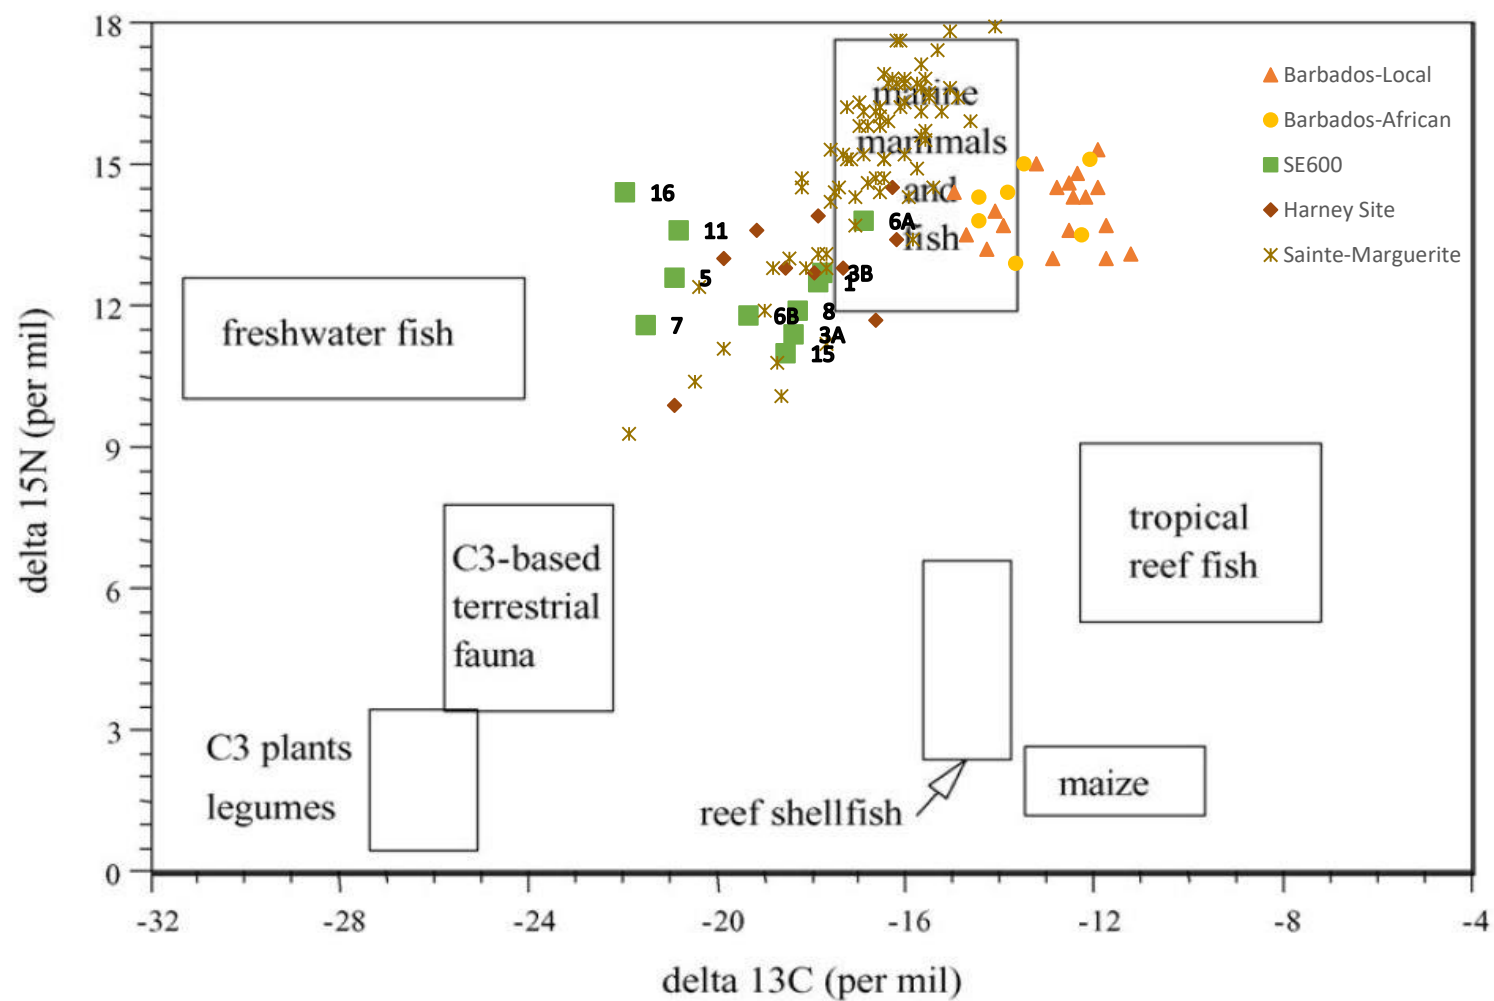 18
15
12
9
6
3
0
delta 15N (per mil)
-32
-28
-24
-20
-16
-12
-8
-4
delta 13C (per mil)
Barbados-Local
Barbados-African
SE600
Harney Site
Sainte-Marguerite
marine
mammals
and
fish
16
11
5
7
6A
3B
1
8
6B
3A
15
freshwater fish
C3-based
terrestrial
fauna
C3 plants
legumes
tropical
reef fish
reef shellfish
maize